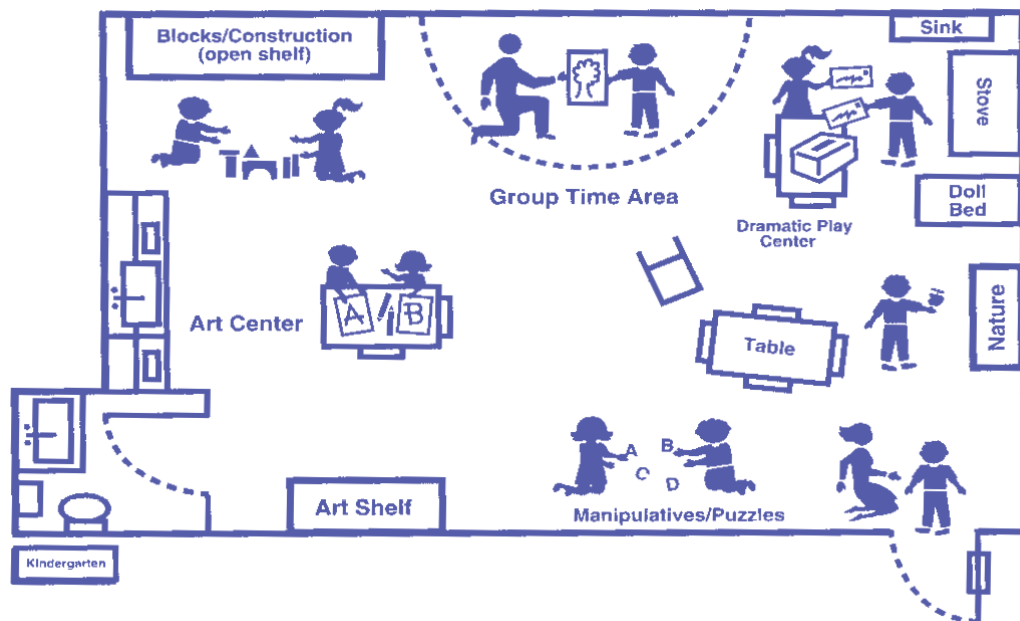 Blocks/Construction
(open shelf)
Sink
Stove
Group Time Area
Doll
Bed
Dramatic Play
Center
Art Center
A B
Table
Nature
A
B
C
D
Art Shelf
Manipulatives/Puzzles
Kindergarten